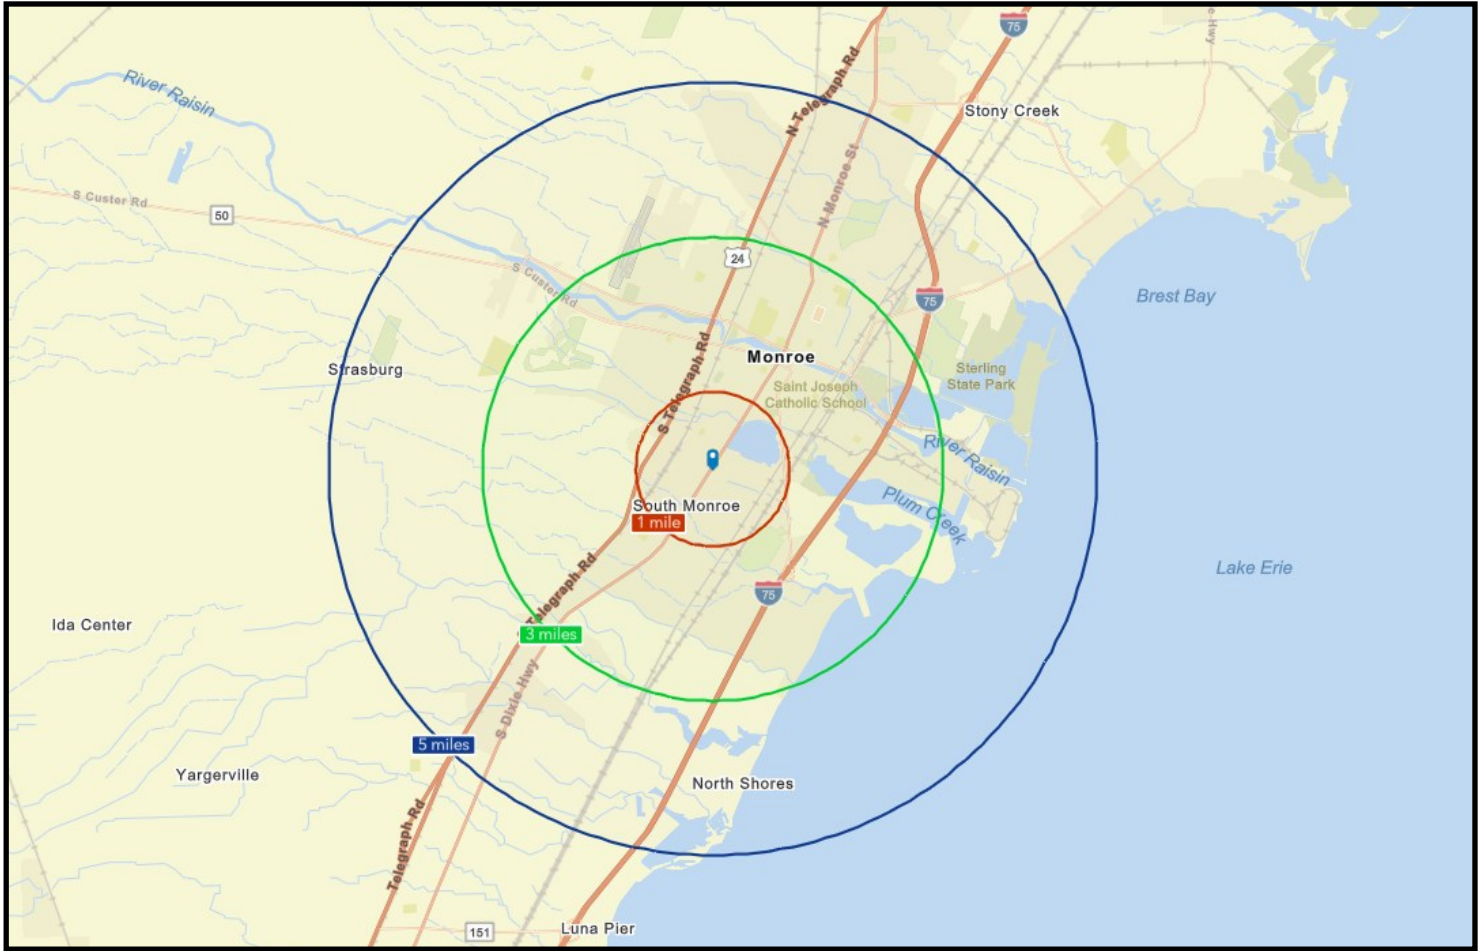 Hwy
75
River Raisin
N Telegraph Rd
Stony Creek
S Custer Rd
50
N Monroe St
24
S Custer Rd
75
Brest Bay
Monroe
S Telegraph Rd
Strasburg
Sterling
State Park
Saint Joseph
Catholic School
River Raisin
South Monroe
Plum Creek
1 mile
Lake Erie
75
Telegraph Rd
Ida Center
3 miles
S Dixie Hwy
5 miles
Yargerville
North Shores
Telegraph Rd
151
Luna Pier